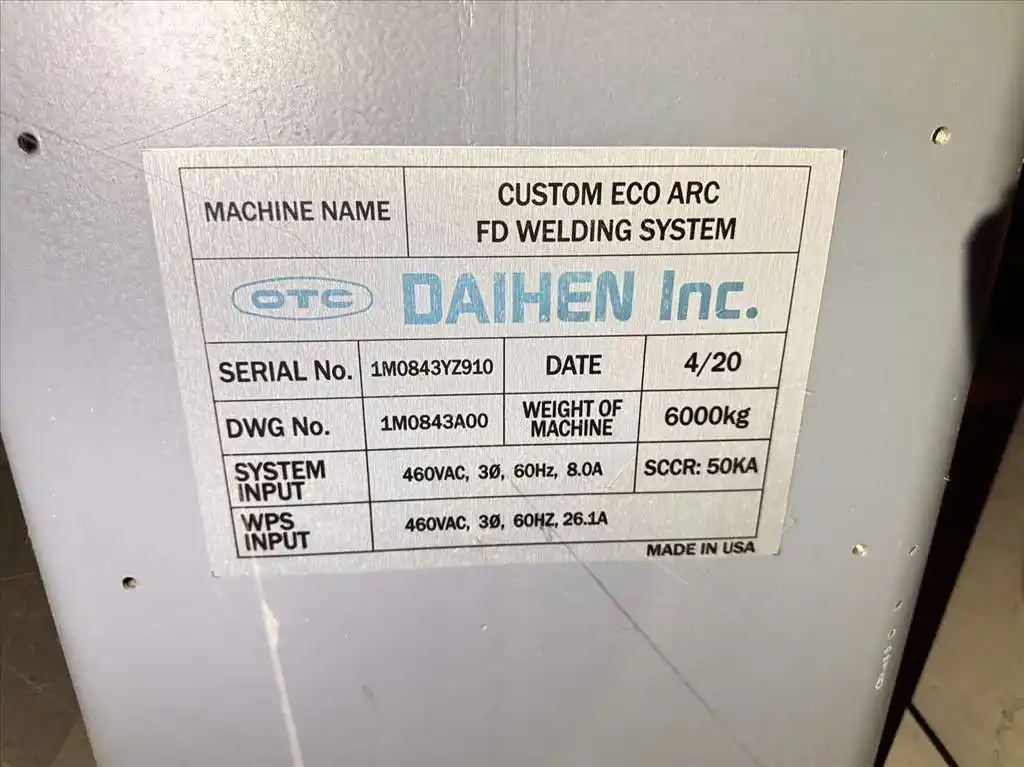 MACHINE NAME
CUSTOM ECO ARC
FD WELDING SYSTEM
OTC DAIHEN Inc.
SERIAL No. 1M0843YZ910 DATE 4/20
DWG No. 1M0843A00 WEIGHT OF MACHINE 6000kg
SYSTEM INPUT 460VAC, 3Ø, 60Hz, 8.0A SCCR: 50KA
WPS INPUT 460VAC, 3Ø, 60HZ, 26.1A
MADE IN USA